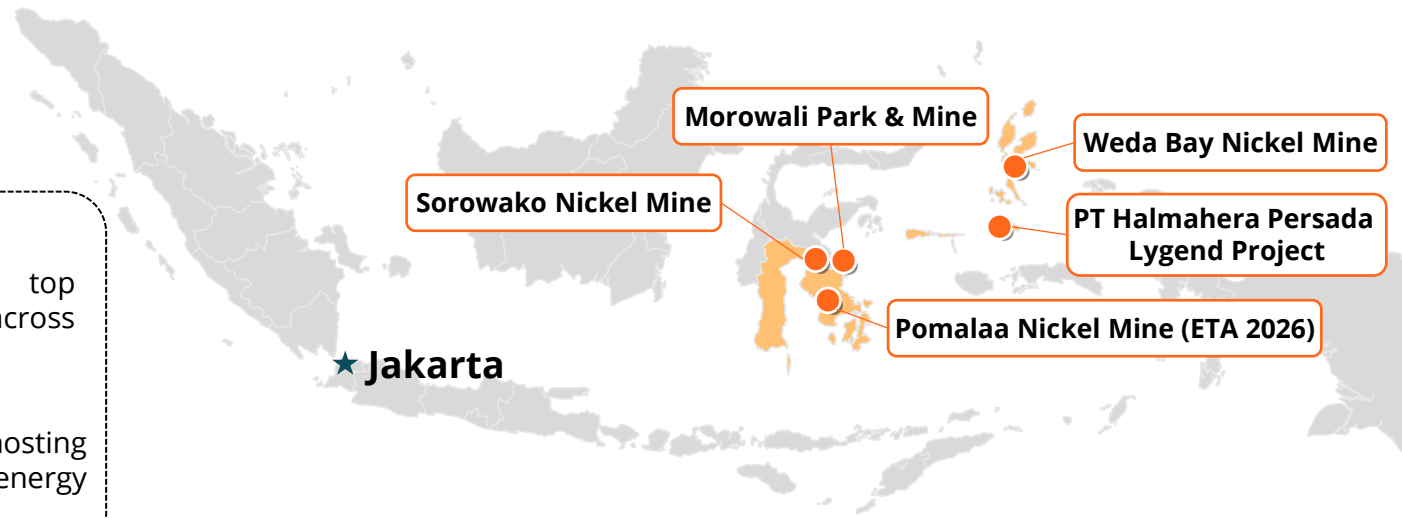 Morowali Park & Mine
Weda Bay Nickel Mine
Sorowako Nickel Mine
PT Halmahera Persada
Lygend Project
top
Pomalaa Nickel Mine (ETA 2026)
Jakarta
energy